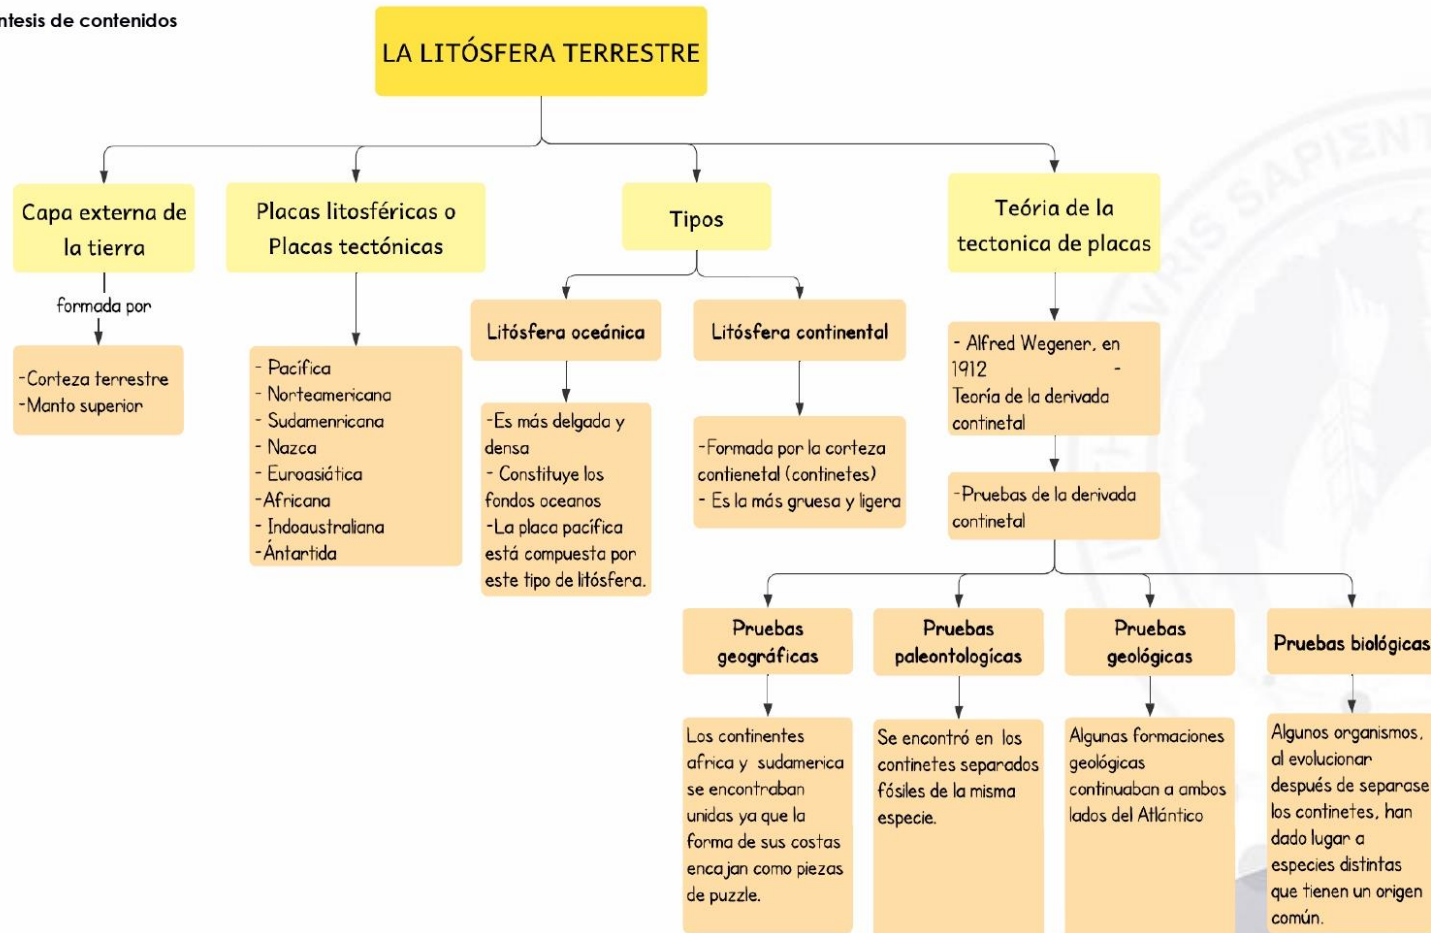 ntesis de contenidos
LA LITÓSFERA TERRESTRE
Capa externa de
la tierra
formada por
-Corteza terrestre
-Manto superior
Placas litosféricas o
Placas tectónicas
- Pacífica
- Norteamericana
- Sudamenricana
- Nazca
- Euroasiática
-Africana
- Indoaustraliana
-Ántartida
Tipos
Litósfera oceánica
-Es más delgada y
densa
- Constituye los
fondos oceanos
-La placa pacífica
está compuesta por
este tipo de litósfera.
Litósfera continental
-Formada por la corteza
contienetal (continetes)
- Es la más gruesa y ligera
Teória de la
tectonica de placas
- Alfred Wegener, en
1912 -
Teoría de la derivada
continetal
-Pruebas de la derivada
continetal
Pruebas
geográficas
Los continentes
africa y sudamerica
se encontraban
unidas ya que la
forma de sus costas
encajan como piezas
de puzzle.
Pruebas
paleontologícas
Se encontró en los
continetes separados
fósiles de la misma
especie.
Pruebas
geológicas
Algunas formaciones
geológicas
continuaban a ambos
lados del Atlántico
Pruebas biológicas
Algunos organismos,
al evolucionar
después de separase
los continetes, han
dado lugar a
especies distintas
que tienen un origen
común.
VRIS SAPIENT